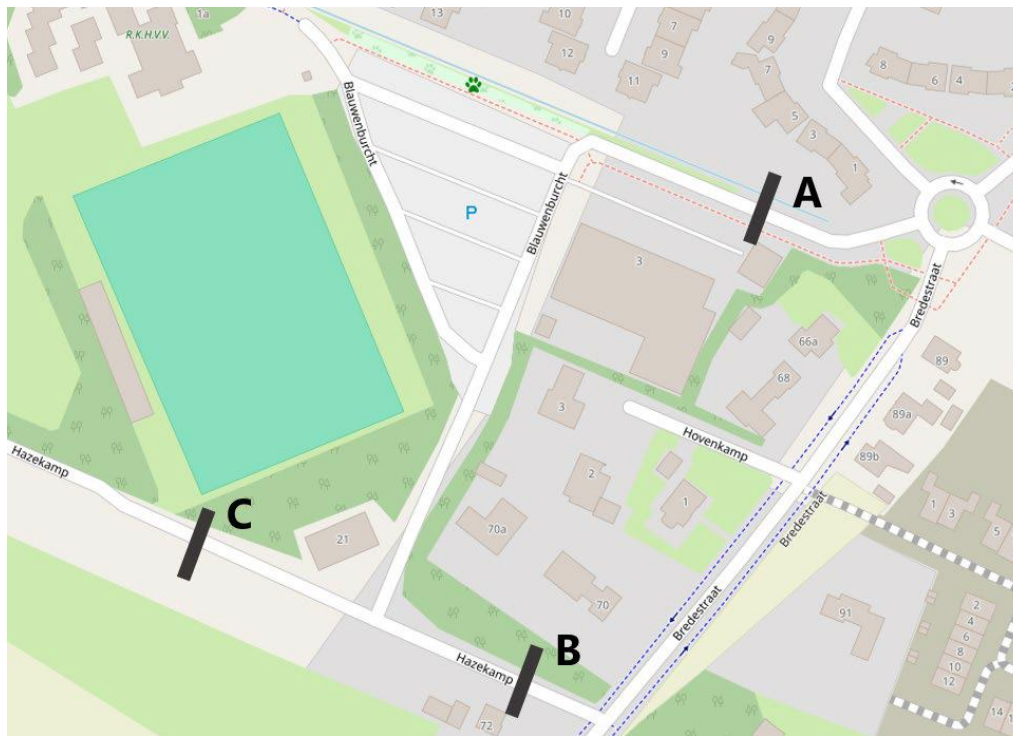 1a
13
10
7
9
R.K.H.V.V.
12
9
7
8
6
4
2
11
Blauwenburcht
5
3
1
A
P
Blauwenburcht
3
Bredestraat
66a
89
68
3
89a
Hovenkamp
Hazekamp
2
89b
1
1
3
5
C
70a
Bredestraat
21
70
Bredestraat
91
2
4
6
8
10
12
B
Hazekamp
72
14